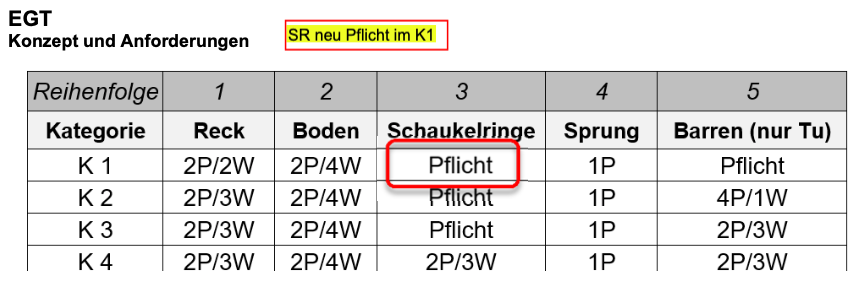 EGT
Konzept und Anforderungen
SR neu Pflicht im K1
Reihenfolge 1 2 3 4 5
Kategorie Reck Boden Schaukelringe Sprung Barren (nur Tu)
K 1 2P/2W 2P/4W Pflicht 1P Pflicht
K 2 2P/3W 2P/4W Pflicht 1P 4P/1W
K 3 2P/3W 2P/4W Pflicht 1P 2P/3W
K 4 2P/3W 2P/4W 2P/3W 1P 2P/3W